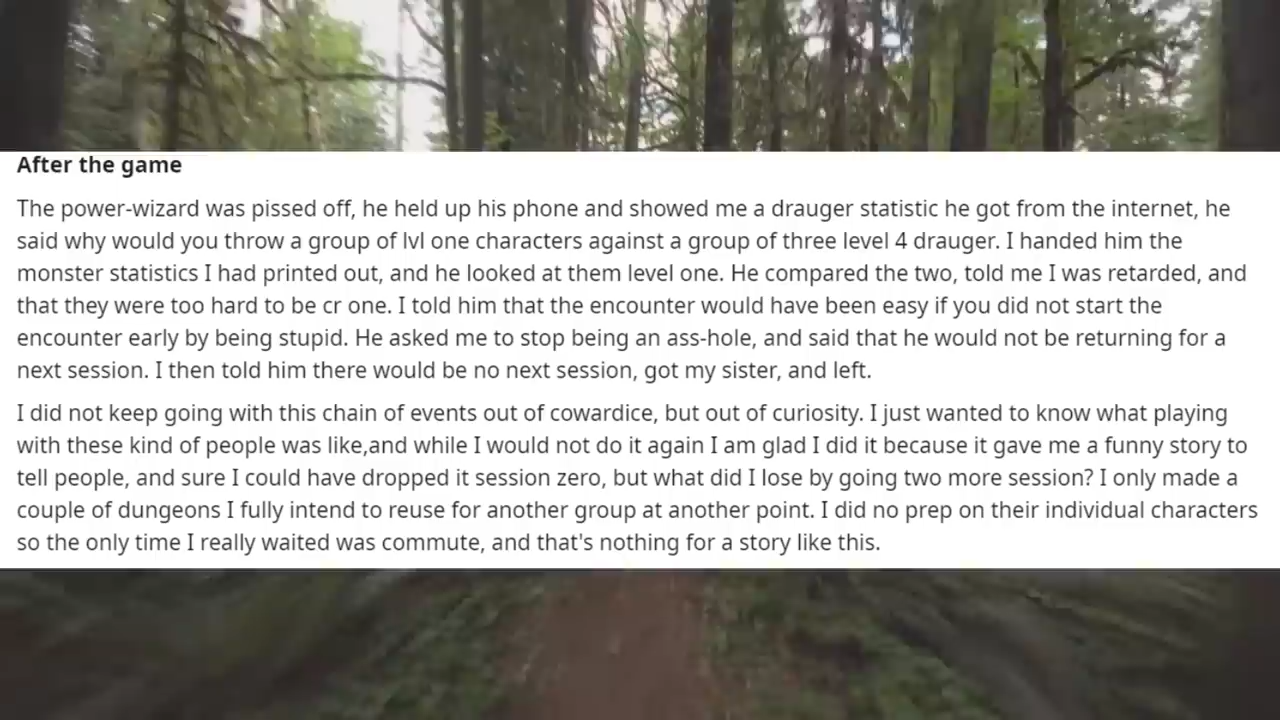 After the game
The power-wizard was pissed off, he held up his phone and showed me a drauger statistic he got from the internet, he
said why would you throw a group of lvl one characters against a group of three level 4 drauger. I handed him the
monster statistics I had printed out, and he looked at them level one. He compared the two, told me I was retarded, and
that they were too hard to be cr one. I told him that the encounter would have been easy if you did not start the
encounter early by being stupid. He asked me to stop being an ass-hole, and said that he would not be returning for a
next session. I then told him there would be no next session, got my sister, and left.
I did not keep going with this chain of events out of cowardice, but out of curiosity. I just wanted to know what playing
with these kind of people was like,and while I would not do it again I am glad I did it because it gave me a funny story to
tell people, and sure I could have dropped it session zero, but what did I lose by going two more session? I only made a
couple of dungeons I fully intend to reuse for another group at another point. I did no prep on their individual characters
so the only time I really waited was commute, and that's nothing for a story like this.